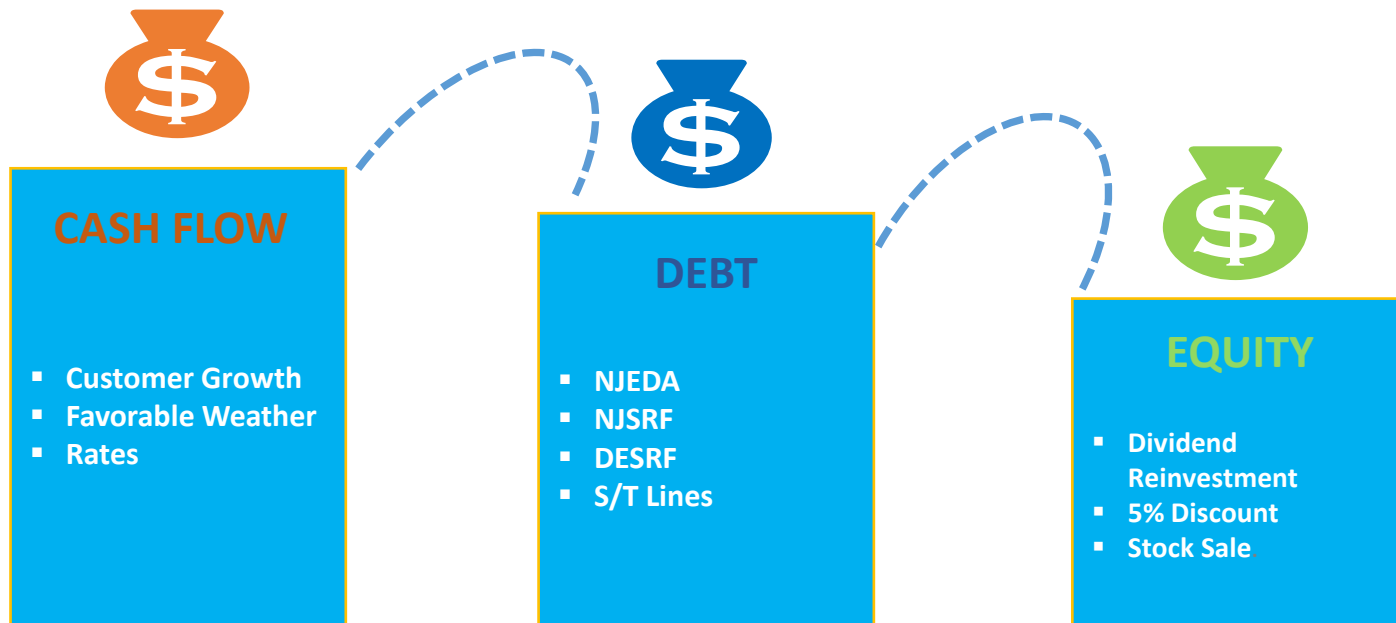 CASH FLOW
▪ Customer Growth
▪ Favorable Weather
▪ Rates
DEBT
▪ NJEDA
▪ NJSRF
▪ DESRF
▪ S/T Lines
EQUITY
▪ Dividend
Reinvestment
▪ 5% Discount
▪ Stock Sale.
$
$
$